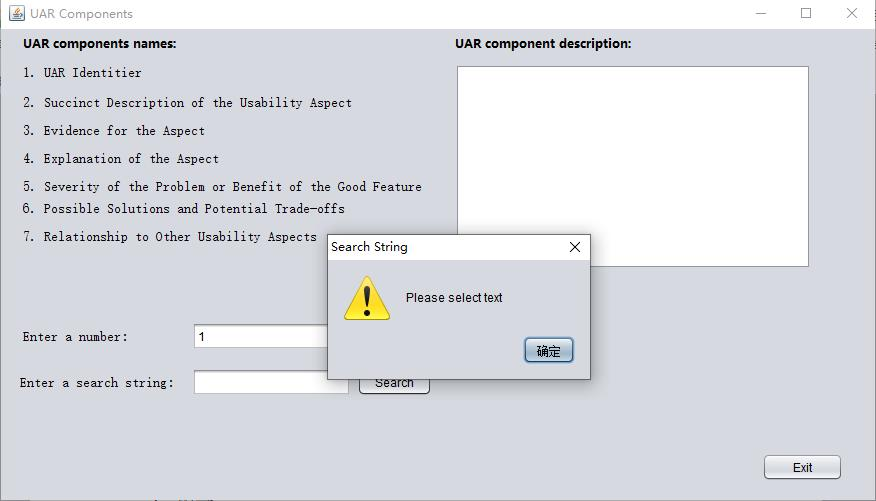 UAR Components
UAR components names:
UAR component description:
1. UAR Identitier
2. Succinct Description of the Usability Aspect
3. Evidence for the Aspect
4. Explanation of the Aspect
5. Severity of the Problem or Benefit of the Good Feature
6. Possible Solutions and Potential Trade-offs
7. Relationship to Other Usability Aspects
Search String
Please select text
确定
Enter a number:
1
Enter a search string:
Search
Exit